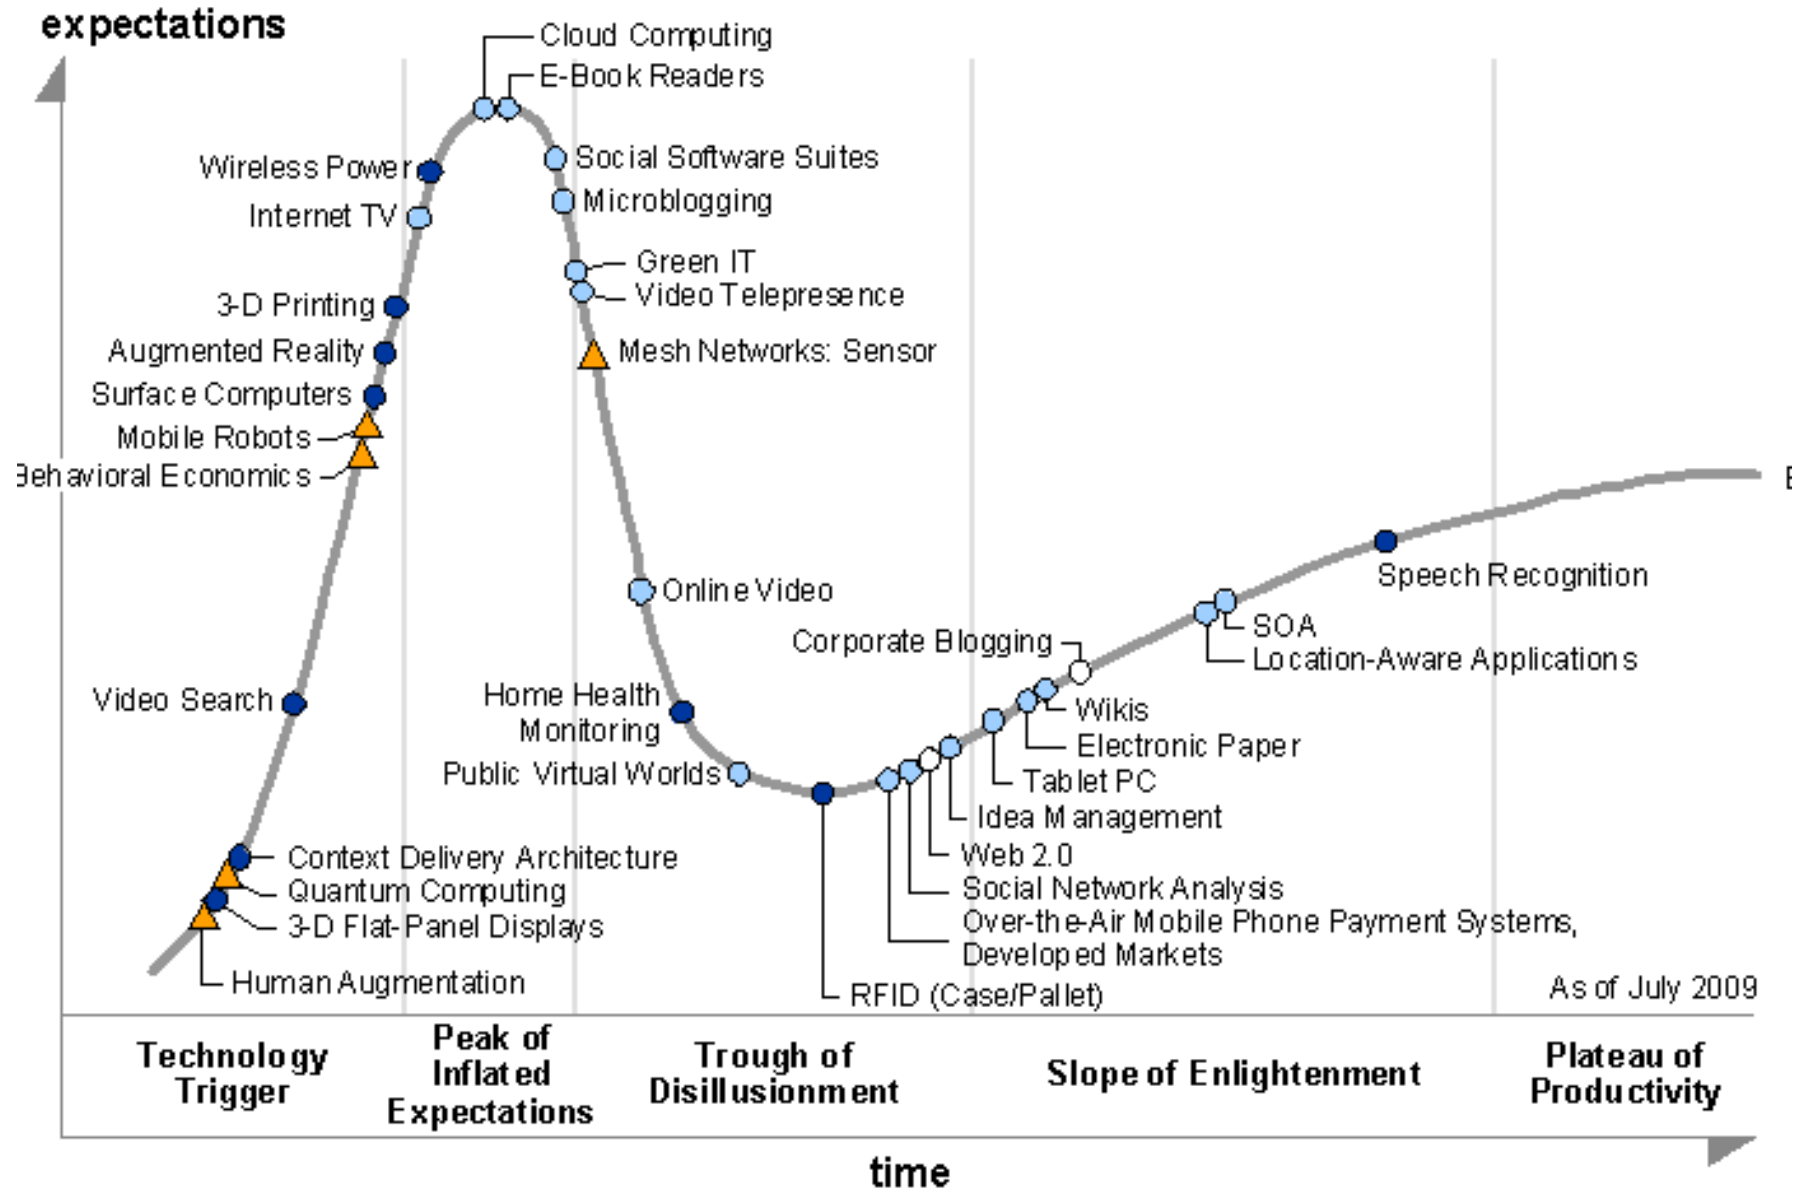 expectations
Cloud Computing
E-Book Readers
Social Software Suites
Wireless Power
Microblogging
Internet TV
Green IT
Video Telepresence
3-D Printing
Augmented Reality
Mesh Networks: Sensor
Surface Computers
Mobile Robots
Behavioral Economics
Speech Recognition
Online Video
SOA
Corporate Blogging
Location-Aware Applications
Video Search
Home Health
Monitoring
Wikis
Electronic Paper
Public Virtual Worlds
Tablet PC
Idea Management
Context Delivery Architecture
Web 2.0
Quantum Computing
Social Network Analysis
3-D Flat-Panel Displays
Over-the-Air Mobile Phone Payment Systems,
Developed Markets
Human Augmentation
RFID (Case/Pallet)
As of July 2009
Technology
Trigger
Peak of
Inflated
Expectations
Trough of
Disillusionment
Slope of Enlightenment
Plateau of
Productivity
time